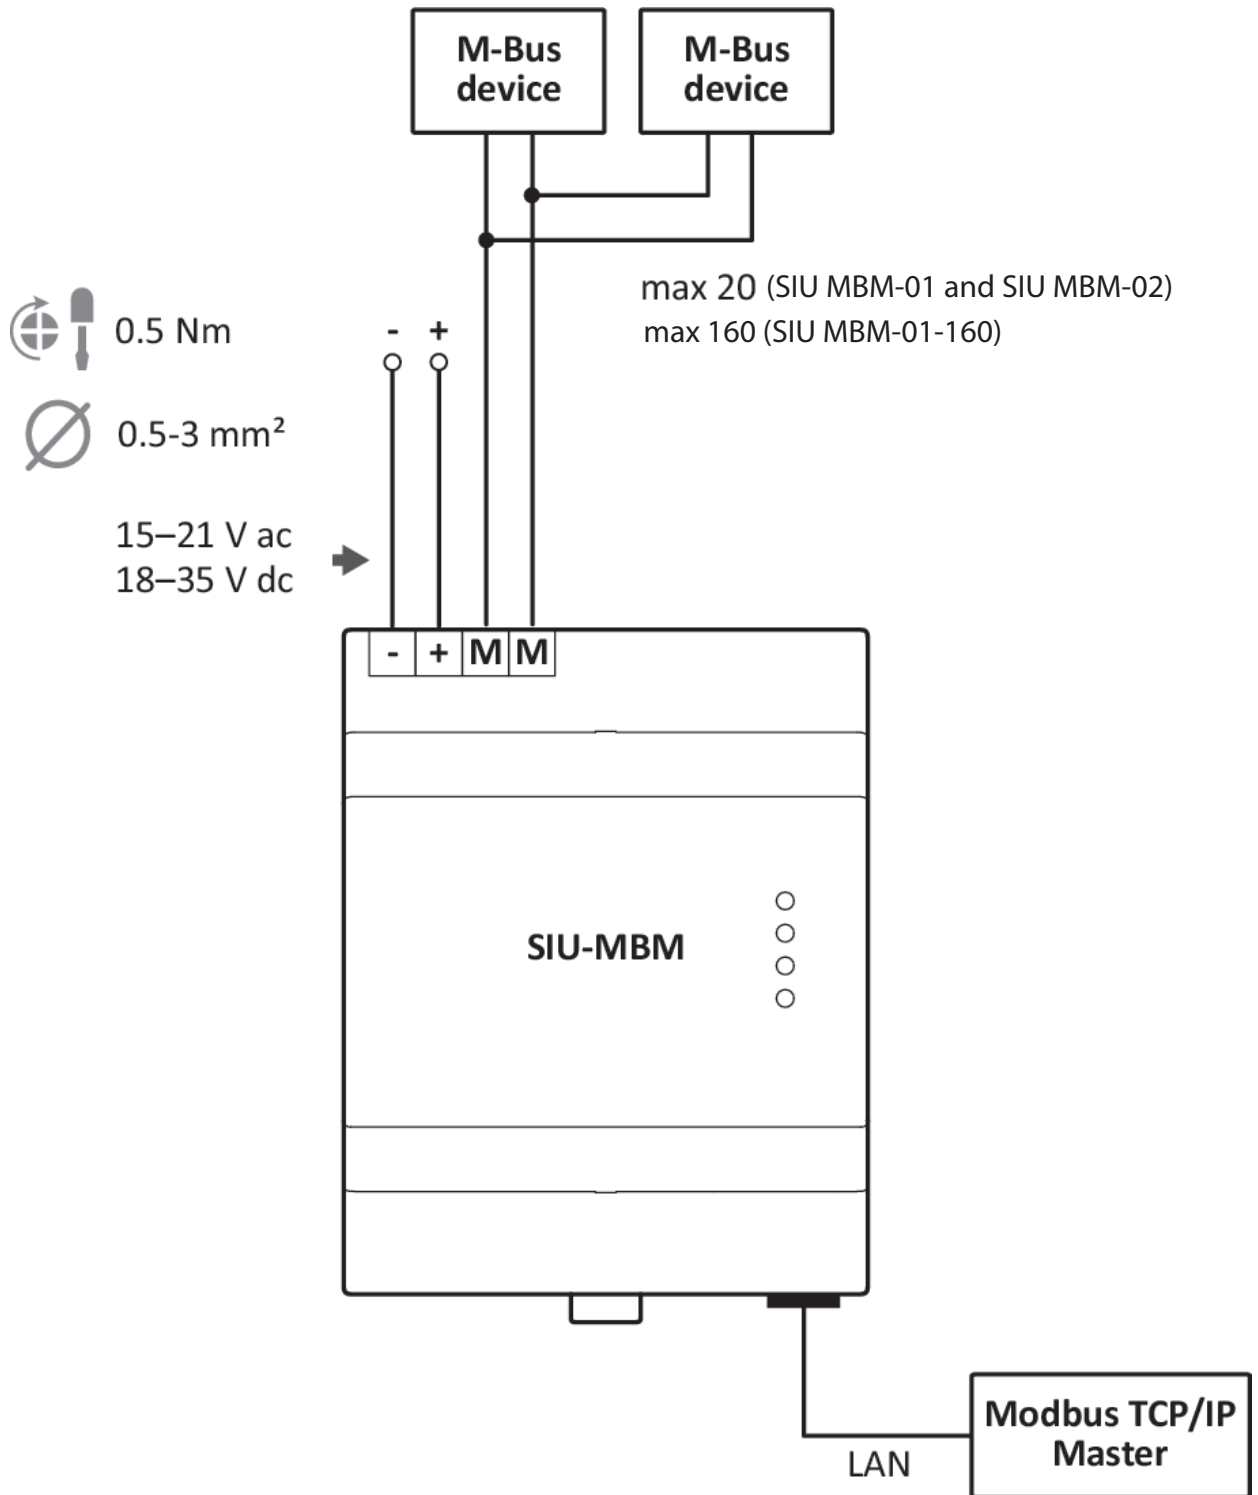 M-Bus
device
M-Bus
device
max 20 (SIU MBM-01 and SIU MBM-02)
max 160 (SIU MBM-01-160)
0.5 Nm
- +
0.5-3 mm²
15–21 V ac
18–35 V dc
- + M M
SIU-MBM
Modbus TCP/IP
Master
LAN